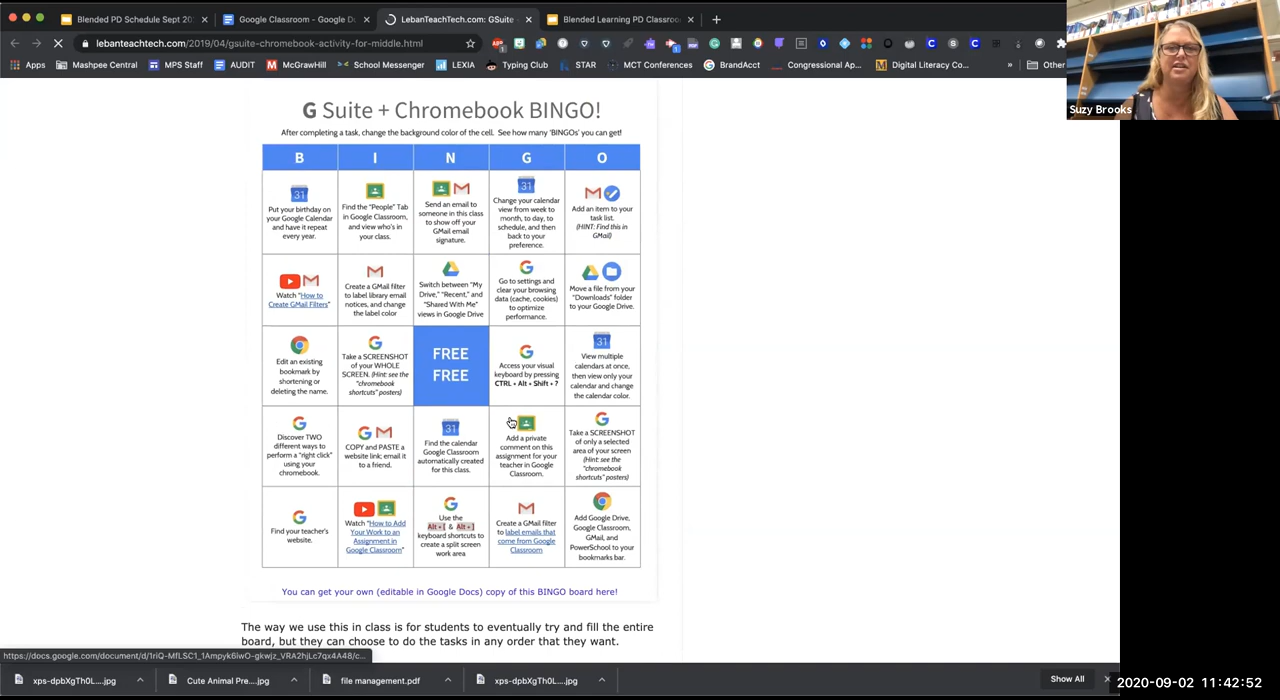 Blended PD Schedule Sept 20
Google Classroom - Google Do
LebanTeachTech.com: GSuite
Blended Learning PD Classroo
lebanteachtech.com/2019/04/gsuite-chromebook-activity-for-middle.html
Apps
Mashpee Central
MPS Staff
AUDIT
McGrawHill
School Messenger
LEXIA
Typing Club
STAR
MCT Conferences
BrandAcct
Congressional Ap...
Digital Literacy Co...
»
Other
Suzy Brooks
G Suite + Chromebook BINGO!
After completing a task, change the background color of the cell. See how many 'BINGOs' you can get!
B I N G O
31
Put your birthday on
your Google Calendar
and have it repeat
every year.
Find the "People" Tab
in Google Classroom,
and view who's in
your class.
Send an email to
someone in this class
to show off your
GMail email
signature.
31
Change your calendar
view from week to
month, to day, to
schedule, and then
back to your
preference.
Add an item to your
task list.
(HINT: Find this in
GMail)
Watch "How to
Create GMail Filters"
Create a GMail filter
to label library email
notices, and change
the label color
Switch between "My
Drive," "Recent," and
"Shared With Me"
views in Google Drive
Go to settings and
clear your browsing
data (cache, cookies)
to optimize
performance.
Move a file from your
"Downloads" folder
to your Google Drive.
Edit an existing
bookmark by
shortening or
deleting the name.
Take a SCREENSHOT
of your WHOLE
SCREEN. (Hint: see the
"chromebook
shortcuts" posters)
FREE
FREE
Access your visual
keyboard by pressing
CTRL + Alt + Shift + ?
31
View multiple
calendars at once,
then view only your
calendar and change
the calendar color.
Discover TWO
different ways to
perform a "right click"
using your
chromebook.
COPY and PASTE a
website link; email it
to a friend.
31
Find the calendar
Google Classroom
automatically created
for this class.
Add a private
comment on this
assignment for your
teacher in Google
Classroom.
Take a SCREENSHOT
of only a selected
area of your screen
(Hint: see the
"chromebook
shortcuts" posters)
Find your teacher's
website.
Watch "How to Add
Your Work to an
Assignment in
Google Classroom"
Use the
Alt + [ & Alt + ]
keyboard shortcuts to
create a split screen
work area
Create a GMail filter
to label emails that
come from Google
Classroom
Add Google Drive,
Google Classroom,
GMail, and
PowerSchool to your
bookmarks bar.
You can get your own (editable in Google Docs) copy of this BINGO board here!
The way we use this in class is for students to eventually try and fill the entire
board, but they can choose to do the tasks in any order that they want.
xps-dpbXgTh0L....jpg
Cute Animal Pre....jpg
file management.pdf
xps-dpbXgTh0L....jpg
Show All
2020-09-02 11:42:52